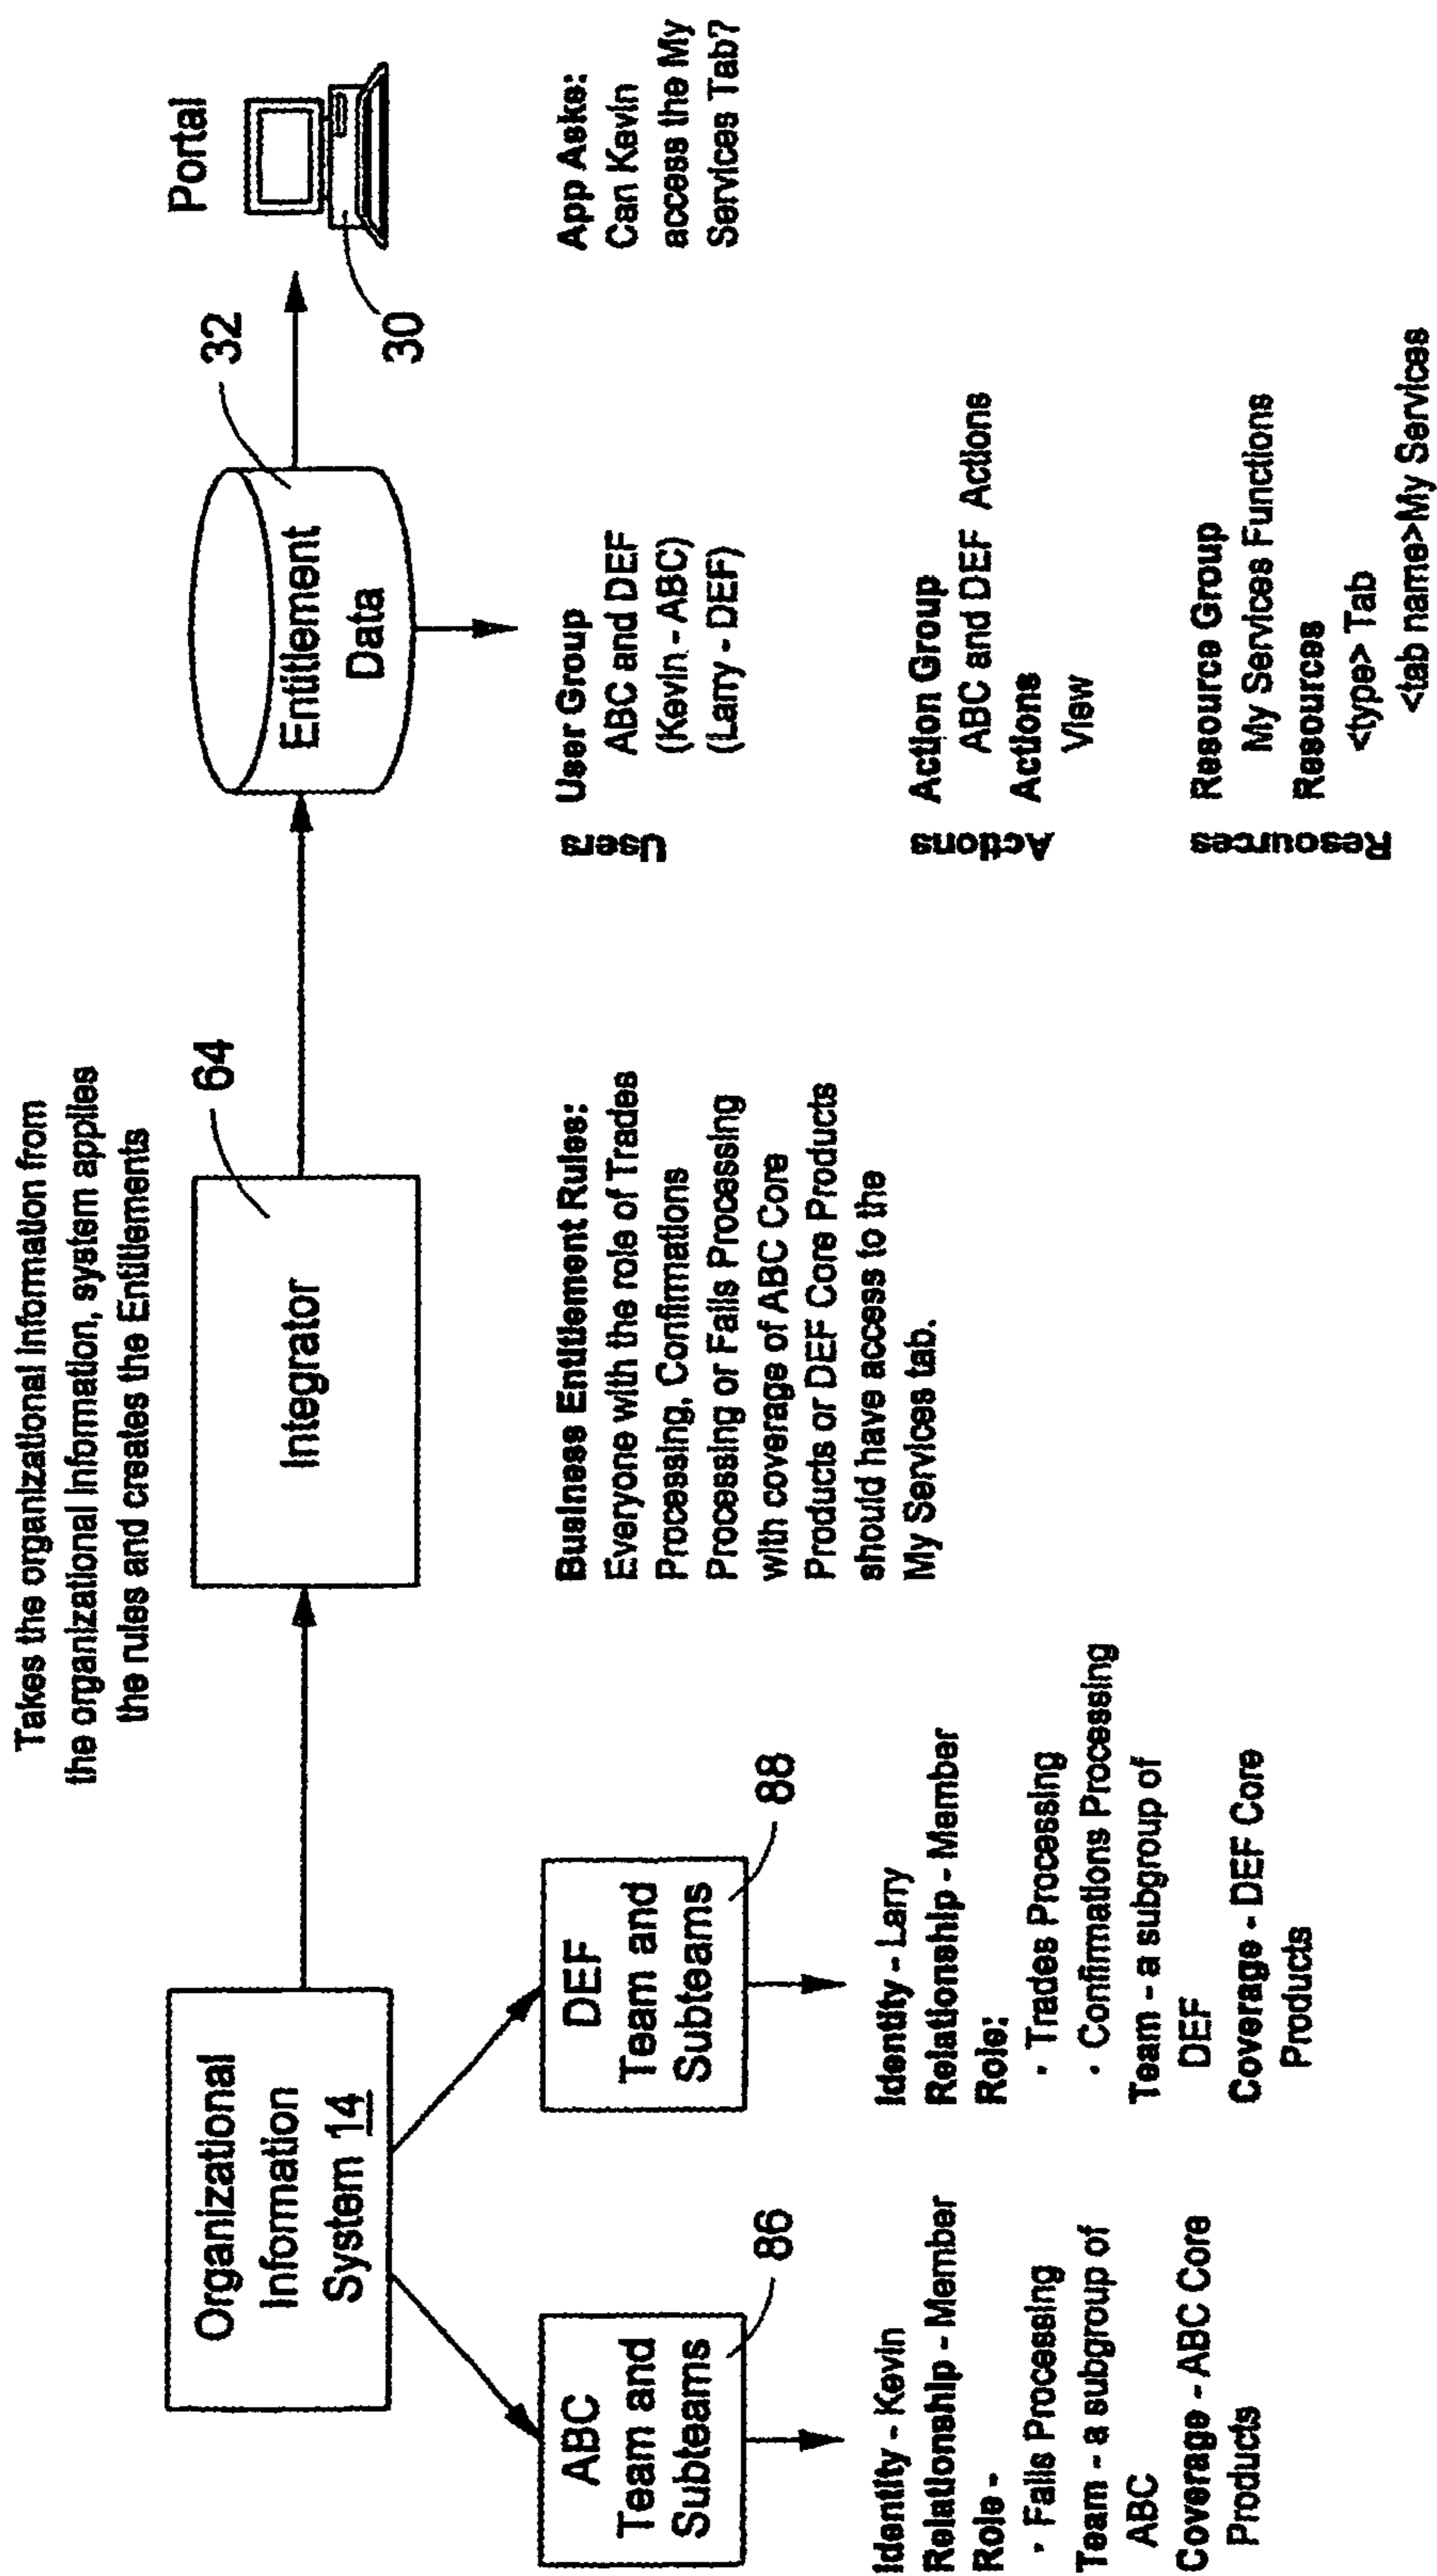 Takes the organizational Information from
the organizational Information, system applies
the rules and creates the Entitlements
Organizational
Information
System 14
Integrator
64
Entitlement
Data
32
Portal
30
ABC
Team and
Subteams
86
DEF
Team and
Subteams
88
Identity - Kevin
Relationship - Member
Role -
· Fails Processing
Team - a subgroup of
ABC
Coverage - ABC Core
Products
Identity - Larry
Relationship - Member
Role:
· Trades Processing
· Confirmations Processing
Team - a subgroup of
DEF
Coverage - DEF Core
Products
Business Entitlement Rules:
Everyone with the role of Trades
Processing, Confirmations
Processing or Fails Processing
with coverage of ABC Core
Products or DEF Core Products
should have access to the
My Services tab.
Users
User Group
ABC and DEF
(Kevin - ABC)
(Larry - DEF)
Actions
Action Group
ABC and DEF Actions
Actions
View
Resources
Resource Group
My Services Functions
Resources
<type> Tab
<tab name>My Services
App Asks:
Can Kevin
access the My
Services Tab?